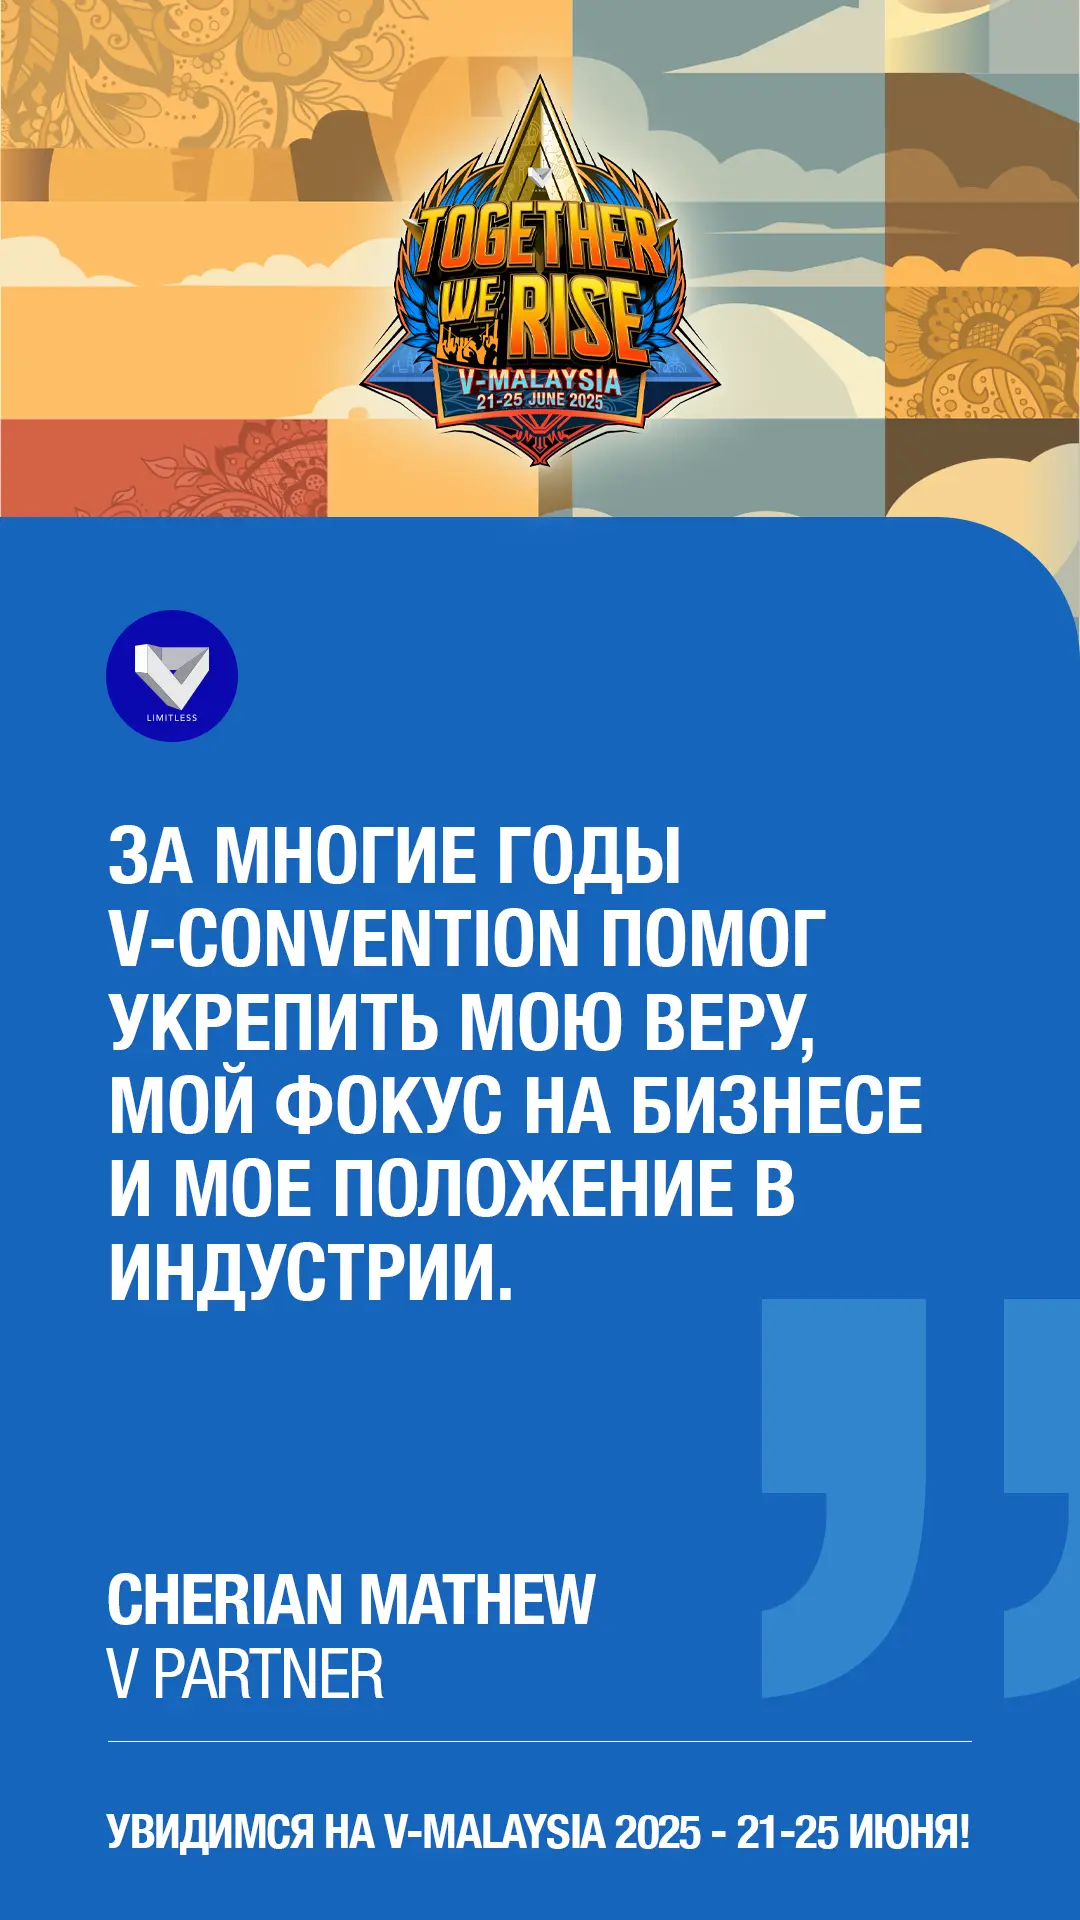 TOGETHER
WE RISE
V-MALAYSIA
21-25 JUNE 2025
LIMITLESS
ЗА МНОГИЕ ГОДЫ
V-CONVENTION ПОМОГ
УКРЕПИТЬ МОЮ ВЕРУ,
МОЙ ФОКУС НА БИЗНЕСЕ
И МОЕ ПОЛОЖЕНИЕ В
ИНДУСТРИИ.
CHERIAN MATHEW
V PARTNER
УВИДИМСЯ НА V-MALAYSIA 2025 - 21-25 ИЮНЯ!